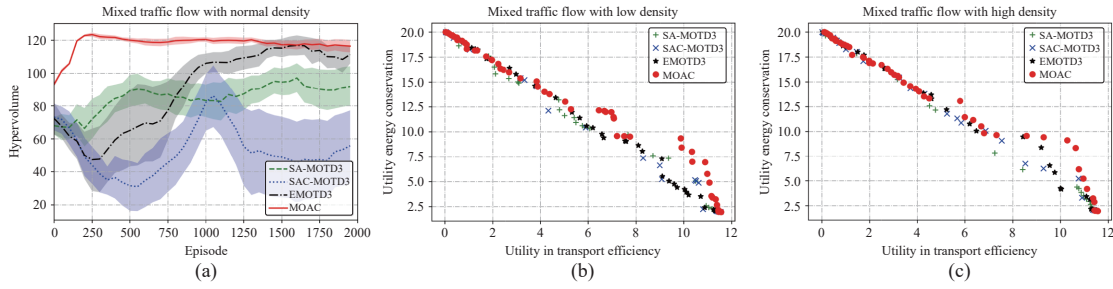 Mixed traffic flow with normal density
Hypervolume
120
100
80
60
40
20
0
250
500
750
1000
1250
1500
1750
2000
Episode
SA-MOTD3
SAC-MOTD3
EMOTD3
MOAC
(a)
Mixed traffic flow with low density
Utility energy conservation
20.0
17.5
15.0
12.5
10.0
7.5
5.0
2.5
0
2
4
6
8
10
12
Utility in transport efficiency
SA-MOTD3
SAC-MOTD3
EMOTD3
MOAC
(b)
Mixed traffic flow with high density
Utility energy conservation
20.0
17.5
15.0
12.5
10.0
7.5
5.0
2.5
0
2
4
6
8
10
12
Utility in transport efficiency
SA-MOTD3
SAC-MOTD3
EMOTD3
MOAC
(c)